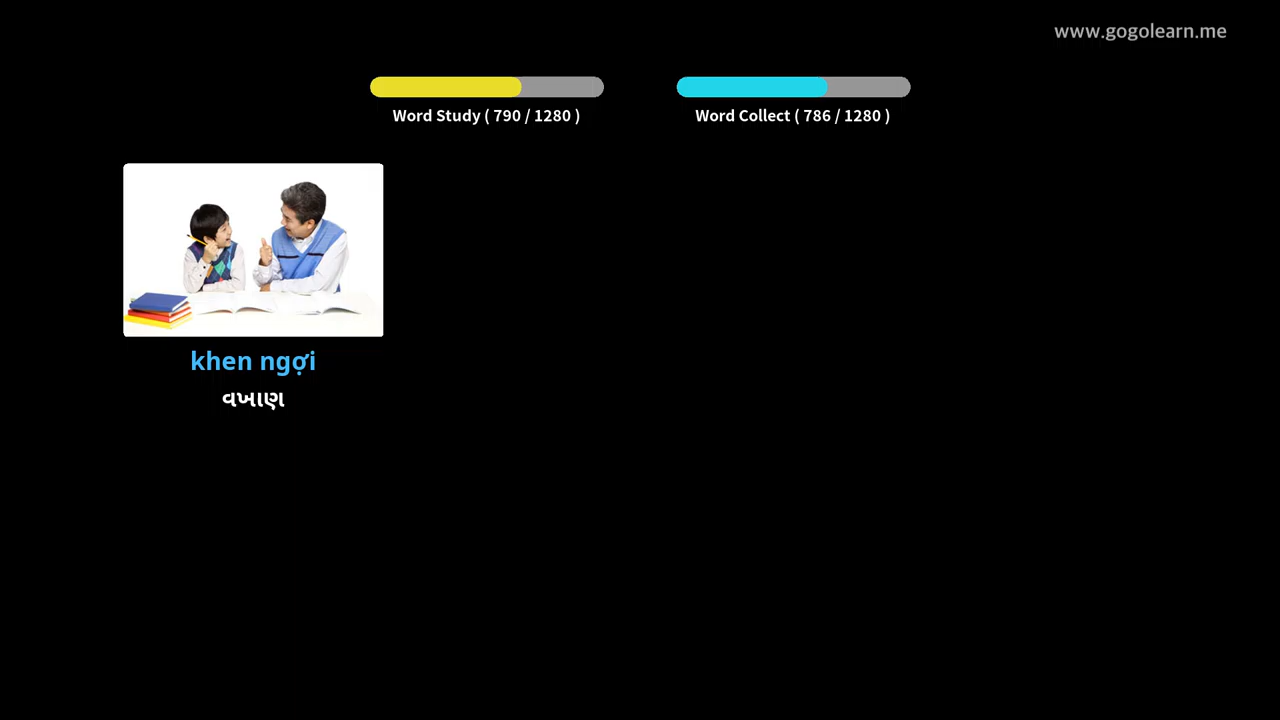 www.gogolearn.me
Word Study ( 790 / 1280 )
Word Collect ( 786 / 1280 )
khen ngợi
વખાણ